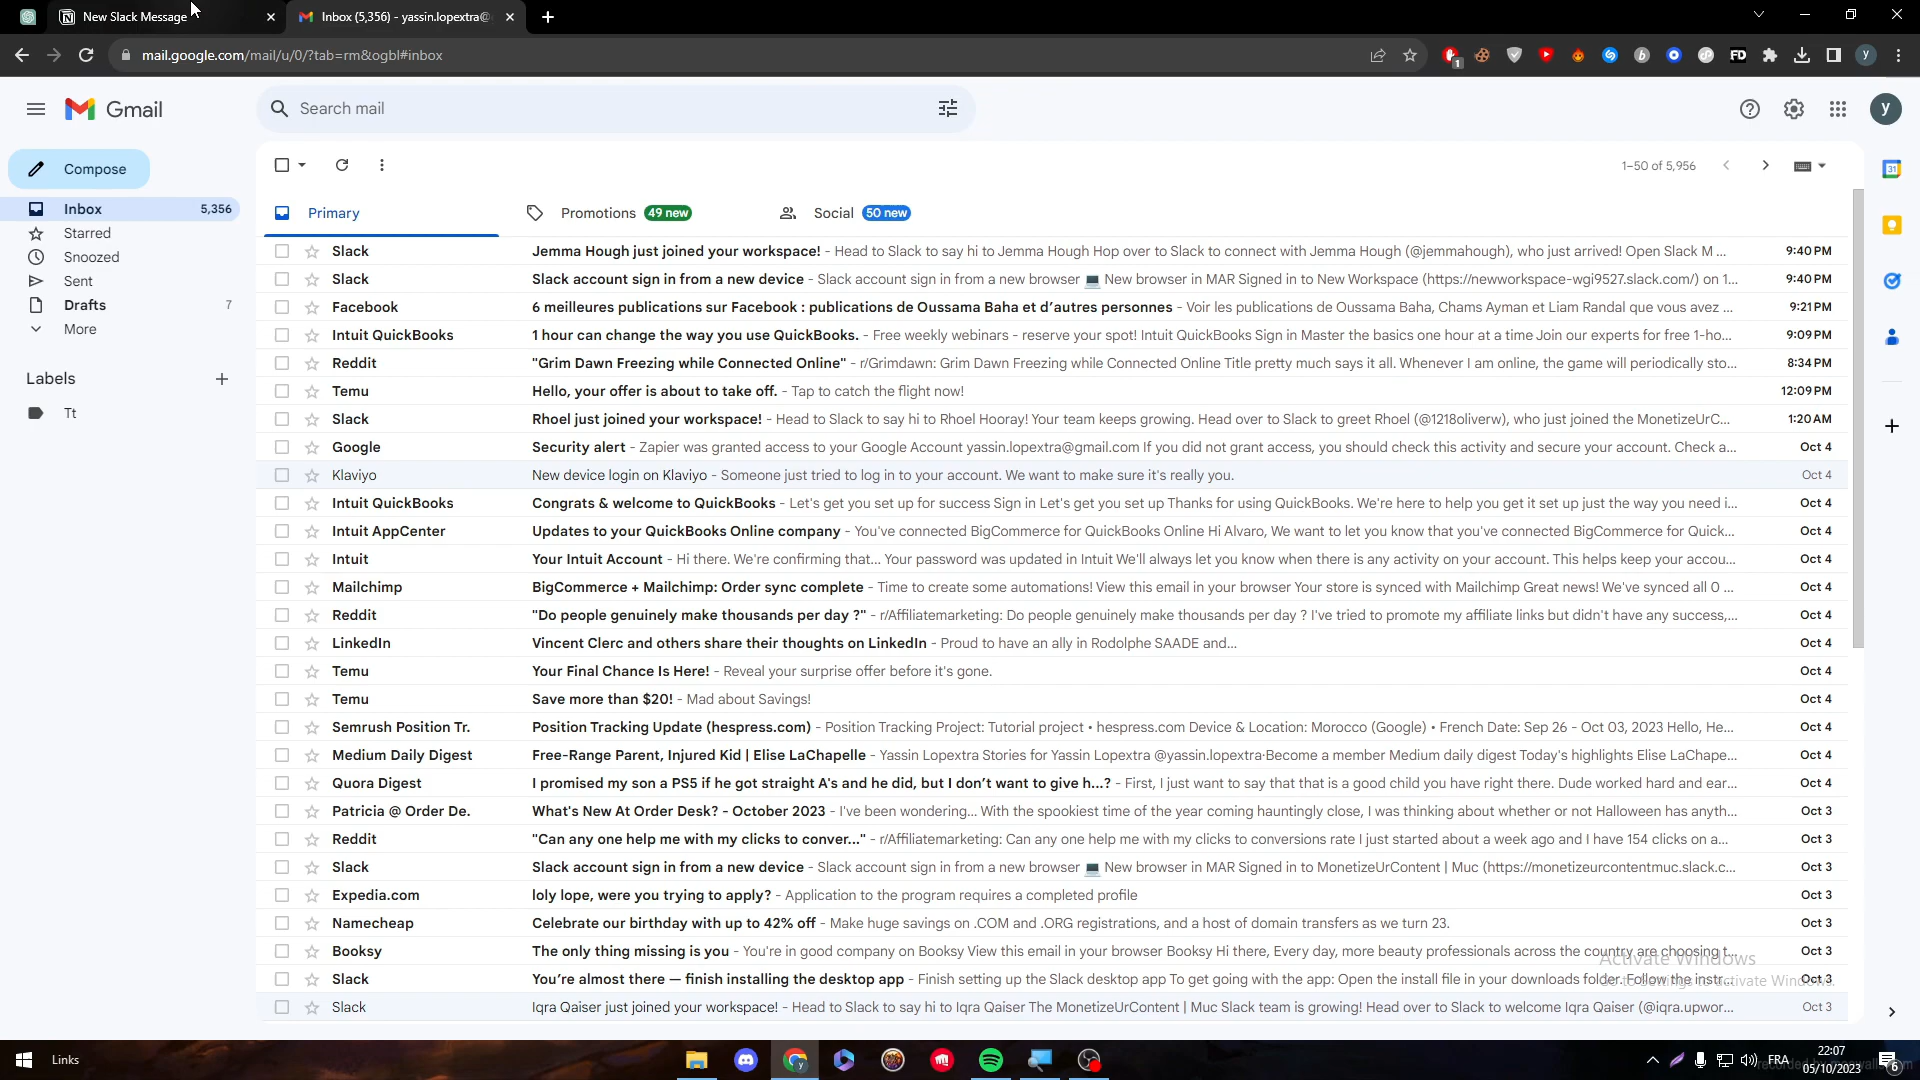 New Slack Message
Inbox (5,356) - yassin.lopextra@
mail.google.com/mail/u/0/?tab=rm&ogbl#inbox
1
FD
y
Gmail
Search mail
y
Compose
1–50 of 5,956
Inbox 5,356
Starred
Snoozed
Sent
Drafts 7
More
Labels
Tt
Primary
Promotions 49 new
Social 50 new
31
Slack Jemma Hough just joined your workspace! - Head to Slack to say hi to Jemma Hough Hop over to Slack to connect with Jemma Hough (@jemmahough), who just arrived! Open Slack M ... 9:40 PM
Slack Slack account sign in from a new device - Slack account sign in from a new browser 💻 New browser in MAR Signed in to New Workspace (https://newworkspace-wgi9527.slack.com/) on 1... 9:40 PM
Facebook 6 meilleures publications sur Facebook : publications de Oussama Baha et d’autres personnes - Voir les publications de Oussama Baha, Chams Ayman et Liam Randal que vous avez ... 9:21 PM
Intuit QuickBooks 1 hour can change the way you use QuickBooks. - Free weekly webinars - reserve your spot! Intuit QuickBooks Sign in Master the basics one hour at a time Join our experts for free 1-ho... 9:09 PM
Reddit "Grim Dawn Freezing while Connected Online" - r/Grimdawn: Grim Dawn Freezing while Connected Online Title pretty much says it all. Whenever I am online, the game will periodically sto... 8:34 PM
Temu Hello, your offer is about to take off. - Tap to catch the flight now! 12:09 PM
Slack Rhoel just joined your workspace! - Head to Slack to say hi to Rhoel Hooray! Your team keeps growing. Head over to Slack to greet Rhoel (@1218oliverw), who just joined the MonetizeUrC... 1:20 AM
Google Security alert - Zapier was granted access to your Google Account yassin.lopextra@gmail.com If you did not grant access, you should check this activity and secure your account. Check a... Oct 4
Klaviyo New device login on Klaviyo - Someone just tried to log in to your account. We want to make sure it's really you. Oct 4
Intuit QuickBooks Congrats & welcome to QuickBooks - Let's get you set up for success Sign in Let's get you set up Thanks for using QuickBooks. We're here to help you get it set up just the way you need i... Oct 4
Intuit AppCenter Updates to your QuickBooks Online company - You've connected BigCommerce for QuickBooks Online Hi Alvaro, We want to let you know that you've connected BigCommerce for Quick... Oct 4
Intuit Your Intuit Account - Hi there. We're confirming that... Your password was updated in Intuit We'll always let you know when there is any activity on your account. This helps keep your accou... Oct 4
Mailchimp BigCommerce + Mailchimp: Order sync complete - Time to create some automations! View this email in your browser Your store is synced with Mailchimp Great news! We've synced all 0 ... Oct 4
Reddit "Do people genuinely make thousands per day ?" - r/Affiliatemarketing: Do people genuinely make thousands per day ? I've tried to promote my affiliate links but didn't have any success,... Oct 4
LinkedIn Vincent Clerc and others share their thoughts on LinkedIn - Proud to have an ally in Rodolphe SAADE and... Oct 4
Temu Your Final Chance Is Here! - Reveal your surprise offer before it's gone. Oct 4
Temu Save more than $20! - Mad about Savings! Oct 4
Semrush Position Tr. Position Tracking Update (hespress.com) - Position Tracking Project: Tutorial project • hespress.com Device & Location: Morocco (Google) • French Date: Sep 26 - Oct 03, 2023 Hello, He... Oct 4
Medium Daily Digest Free-Range Parent, Injured Kid | Elise LaChapelle - Yassin Lopextra Stories for Yassin Lopextra @yassin.lopextra·Become a member Medium daily digest Today's highlights Elise LaChape... Oct 4
Quora Digest I promised my son a PS5 if he got straight A's and he did, but I don’t want to give h...? - First, I just want to say that that is a good child you have right there. Dude worked hard and ear... Oct 4
Patricia @ Order De. What's New At Order Desk? - October 2023 - I've been wondering... With the spookiest time of the year coming hauntingly close, I was thinking about whether or not Halloween has anyth... Oct 3
Reddit "Can any one help me with my clicks to conver..." - r/Affiliatemarketing: Can any one help me with my clicks to conversions rate I just started about a week ago and I have 154 clicks on a... Oct 3
Slack Slack account sign in from a new device - Slack account sign in from a new browser 💻 New browser in MAR Signed in to MonetizeUrContent | Muc (https://monetizeurcontentmuc.slack.c... Oct 3
Expedia.com loly lope, were you trying to apply? - Application to the program requires a completed profile Oct 3
Namecheap Celebrate our birthday with up to 42% off - Make huge savings on .COM and .ORG registrations, and a host of domain transfers as we turn 23. Oct 3
Booksy The only thing missing is you - You're in good company on Booksy View this email in your browser Booksy Hi there, Every day, more beauty professionals across the country are choosing t... Oct 3
Activate Windows
Slack You’re almost there — finish installing the desktop app - Finish setting up the Slack desktop app To get going with the app: Open the install file in your downloads folder. Follow the instr... Oct 3
Go to Settings to activate Windows.
Slack Iqra Qaiser just joined your workspace! - Head to Slack to say hi to Iqra Qaiser The MonetizeUrContent | Muc Slack team is growing! Head over to Slack to welcome Iqra Qaiser (@iqra.upwor... Oct 3
Links
FRA
22:07
05/10/2023
6